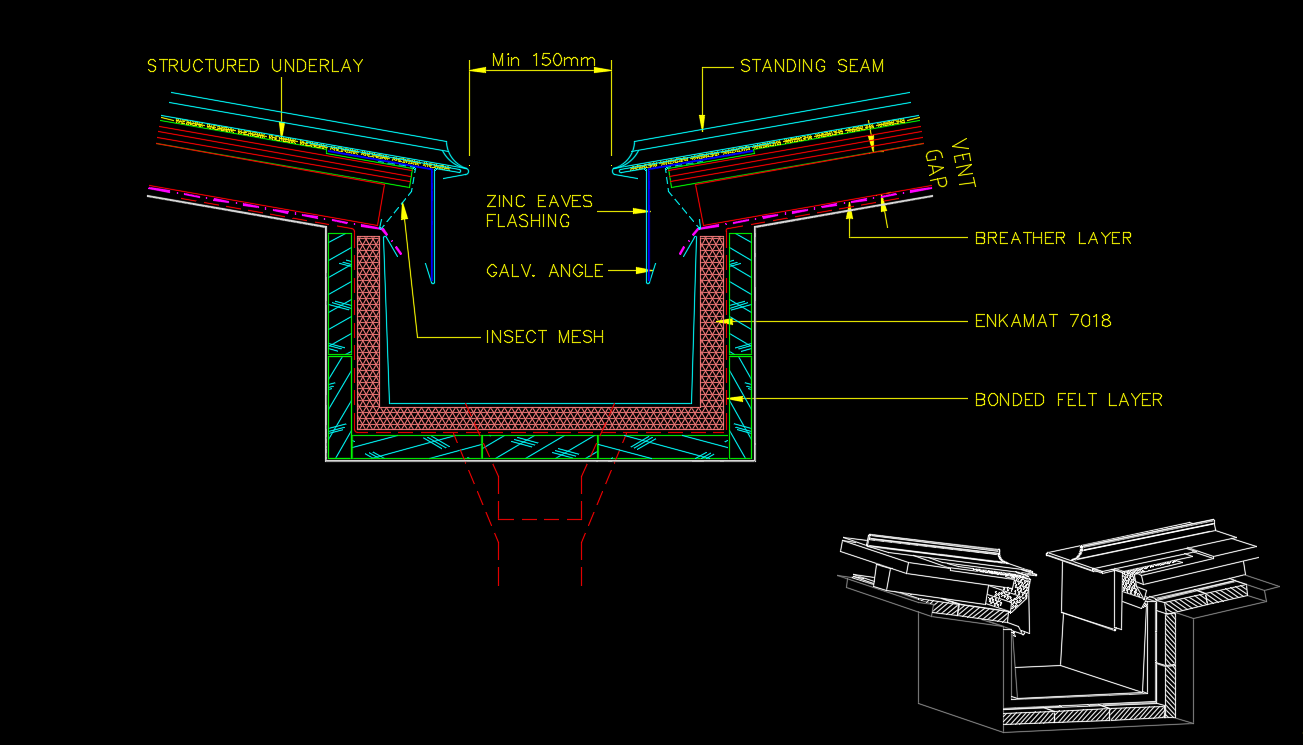 STRUCTURED UNDERLAY
Min 150mm
STANDING SEAM
VENT
GAP
ZINC EAVES
FLASHING
BREATHER LAYER
GALV. ANGLE
ENKAMAT 7018
INSECT MESH
BONDED FELT LAYER